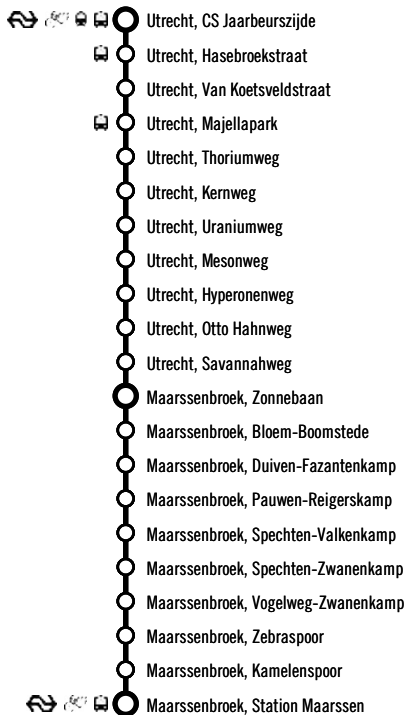 Utrecht, CS Jaarbeurszijde
Utrecht, Hasebroekstraat
Utrecht, Van Koetsveldstraat
Utrecht, Majellapark
Utrecht, Thoriumweg
Utrecht, Kernweg
Utrecht, Uraniumweg
Utrecht, Mesonweg
Utrecht, Hyperonenweg
Utrecht, Otto Hahnweg
Utrecht, Savannahweg
Maarssenbroek, Zonnebaan
Maarssenbroek, Bloem-Boomstede
Maarssenbroek, Duiven-Fazantenkamp
Maarssenbroek, Pauwen-Reigerskamp
Maarssenbroek, Spechten-Valkenkamp
Maarssenbroek, Spechten-Zwanenkamp
Maarssenbroek, Vogelweg-Zwanenkamp
Maarssenbroek, Zebraspoor
Maarssenbroek, Kamelenspoor
Maarssenbroek, Station Maarssen